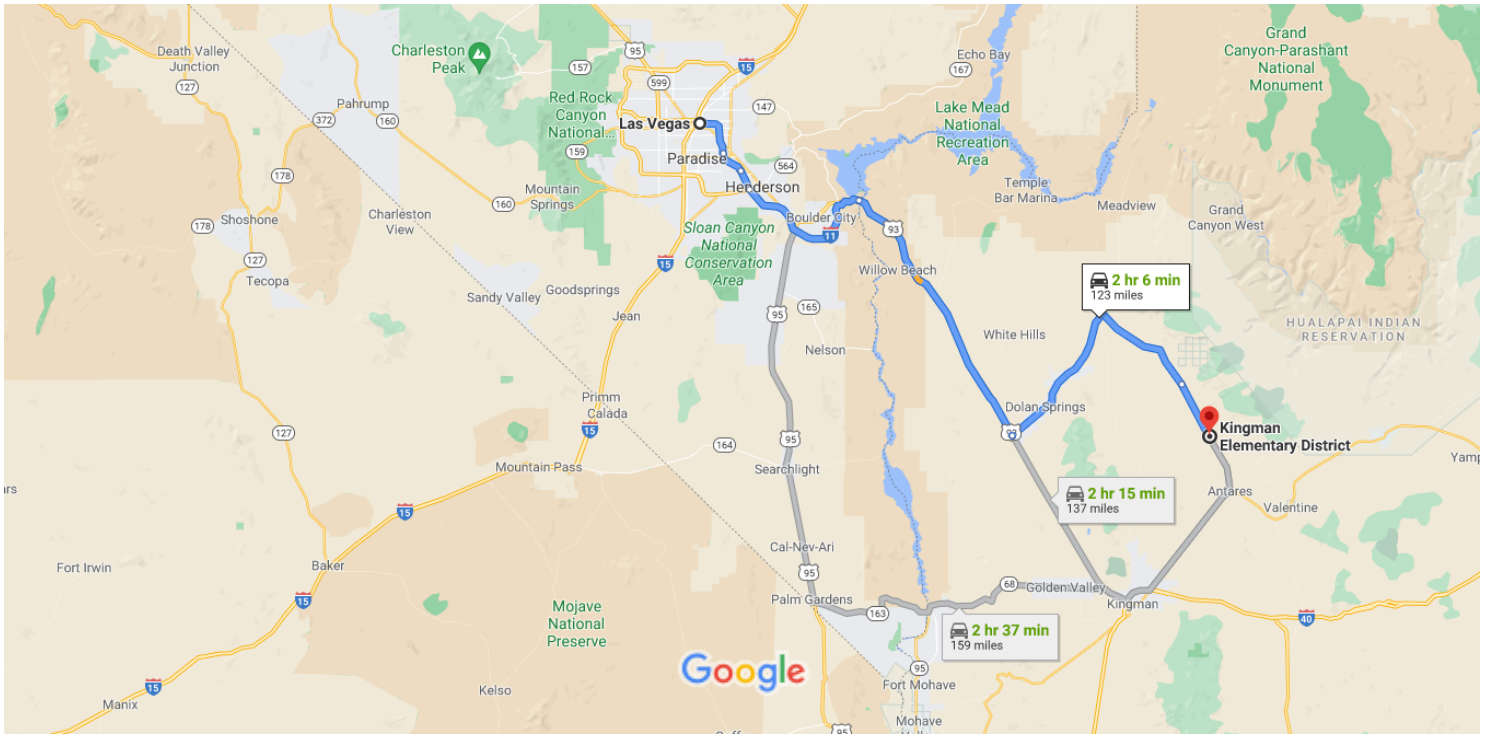 Death Valley
Junction
127
Charleston
Peak
95
157
15
599
Echo Bay
167
Grand
Canyon-Parashant
National
Monument
Pahrump
372
160
Red Rock
Canyon
National...
159
147
Las Vegas
Paradise
Lake Mead
National
Recreation
Area
178
564
Henderson
Mountain
Springs
160
Temple
Bar Marina
Meadview
Shoshone
178
Charleston
View
Boulder City
11
93
Grand
Canyon West
Sloan Canyon
National
Conservation
Area
127
15
Tecopa
Willow Beach
Sandy Valley
Goodsprings
2 hr 6 min
123 miles
Jean
95
165
White Hills
HUALAPAI INDIAN
RESERVATION
Nelson
Primm
Calada
Dolan Springs
127
15
93
Kingman
Elementary District
95
164
Mountain Pass
Searchlight
Yamp
ars
2 hr 15 min
137 miles
Antares
Valentine
15
Cal-Nev-Ari
Fort Irwin
Baker
95
68
Golden Valley
Palm Gardens
163
Kingman
15
Mojave
National
Preserve
40
2 hr 37 min
159 miles
Google
95
Fort Mohave
15
Kelso
Manix
Mohave
95